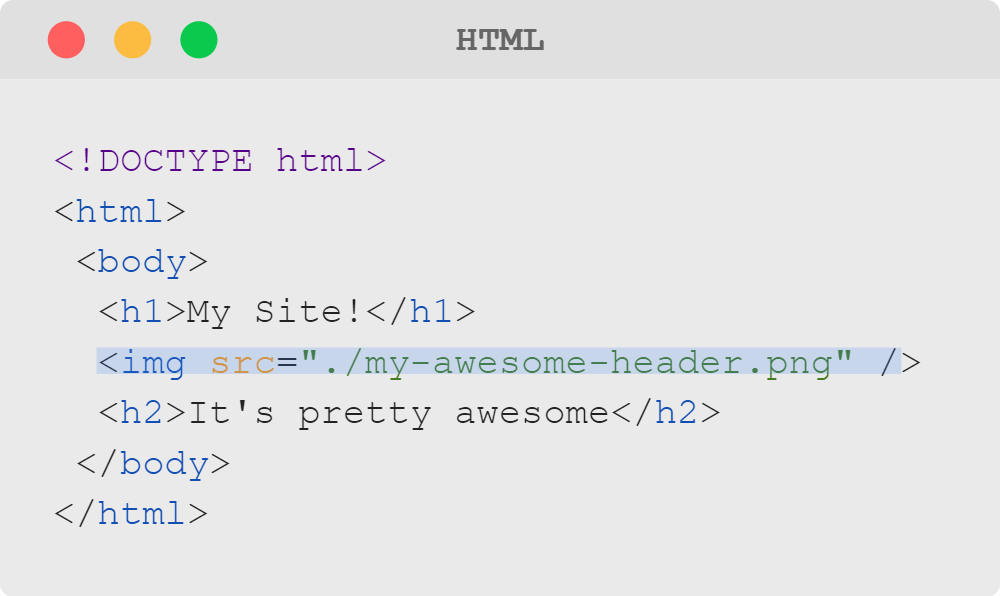 HTML
<!DOCTYPE html>
<html>
<body>
<h1>My Site!</h1>
<img src="./my-awesome-header.png" />
<h2>It's pretty awesome</h2>
</body>
</html>